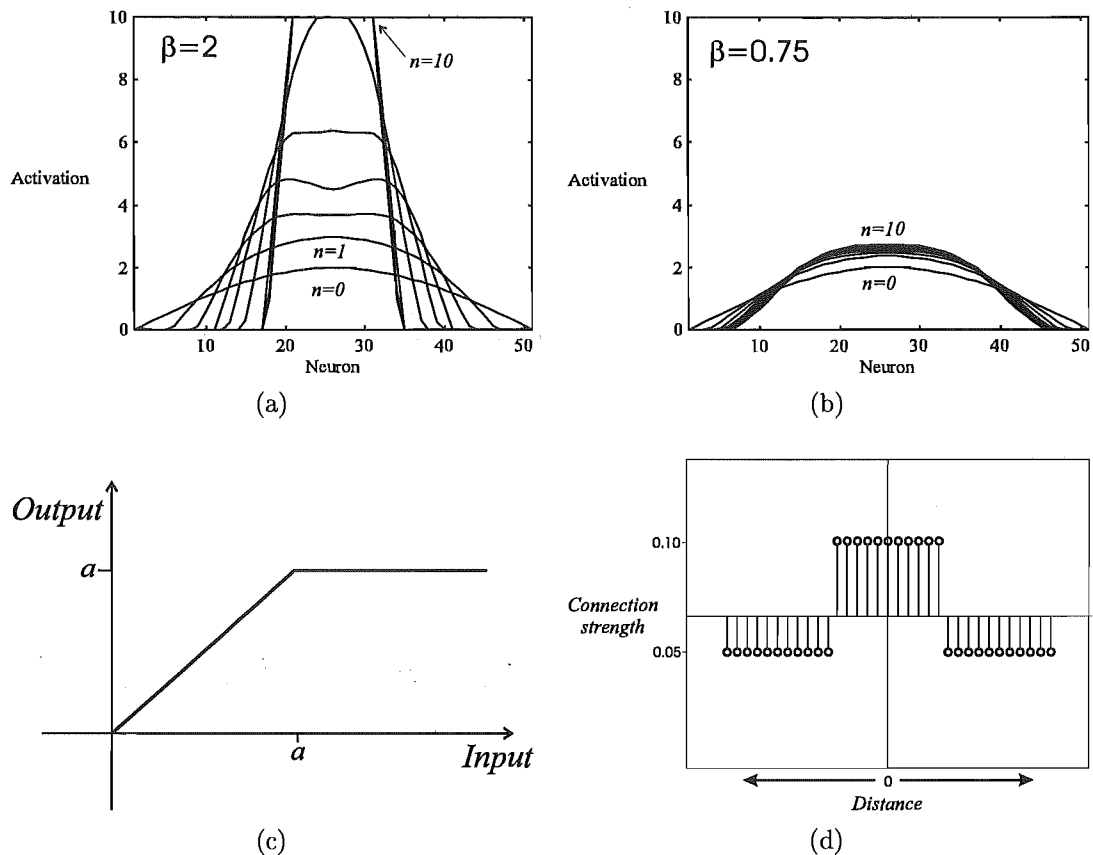 10
8
6
4
2
0
Activation
β=2
n=10
n=1
n=0
10
20
30
40
50
Neuron
(a)
10
8
6
4
2
0
Activation
β=0.75
n=10
n=0
10
20
30
40
50
Neuron
(b)
Output
a
a
Input
(c)
0.10
Connection
strength
0.05
0
Distance
(d)